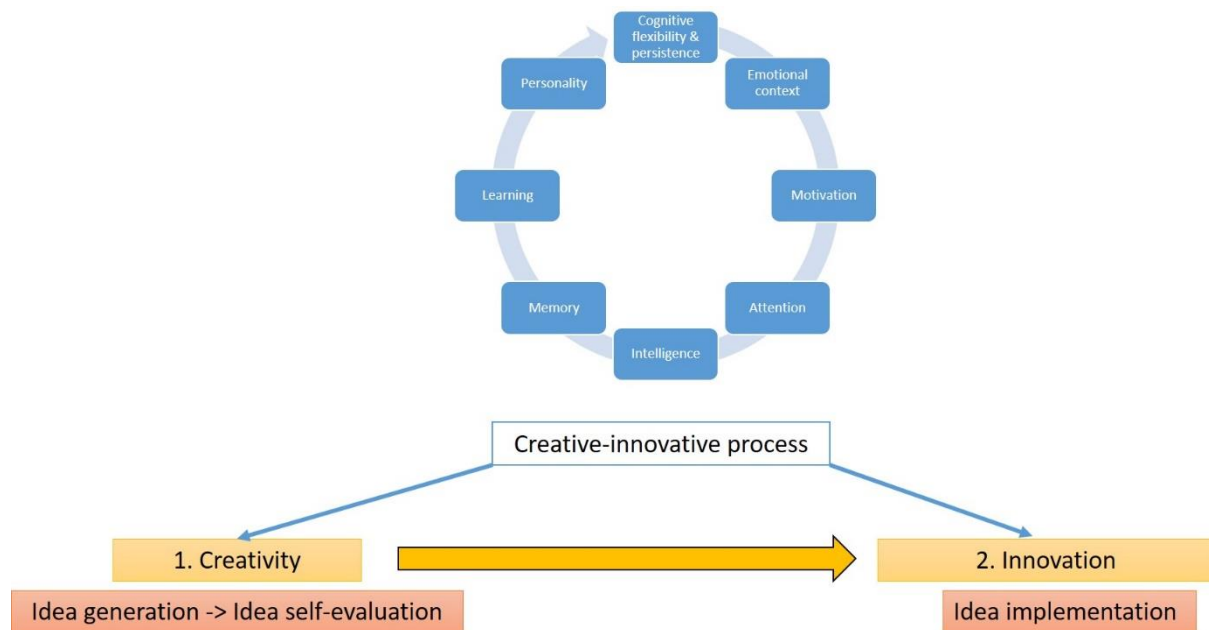 Cognitive
flexibility &
persistence
Emotional
context
Motivation
Attention
Intelligence
Memory
Learning
Personality
Creative-innovative process
1. Creativity
2. Innovation
Idea generation -> Idea self-evaluation
Idea implementation